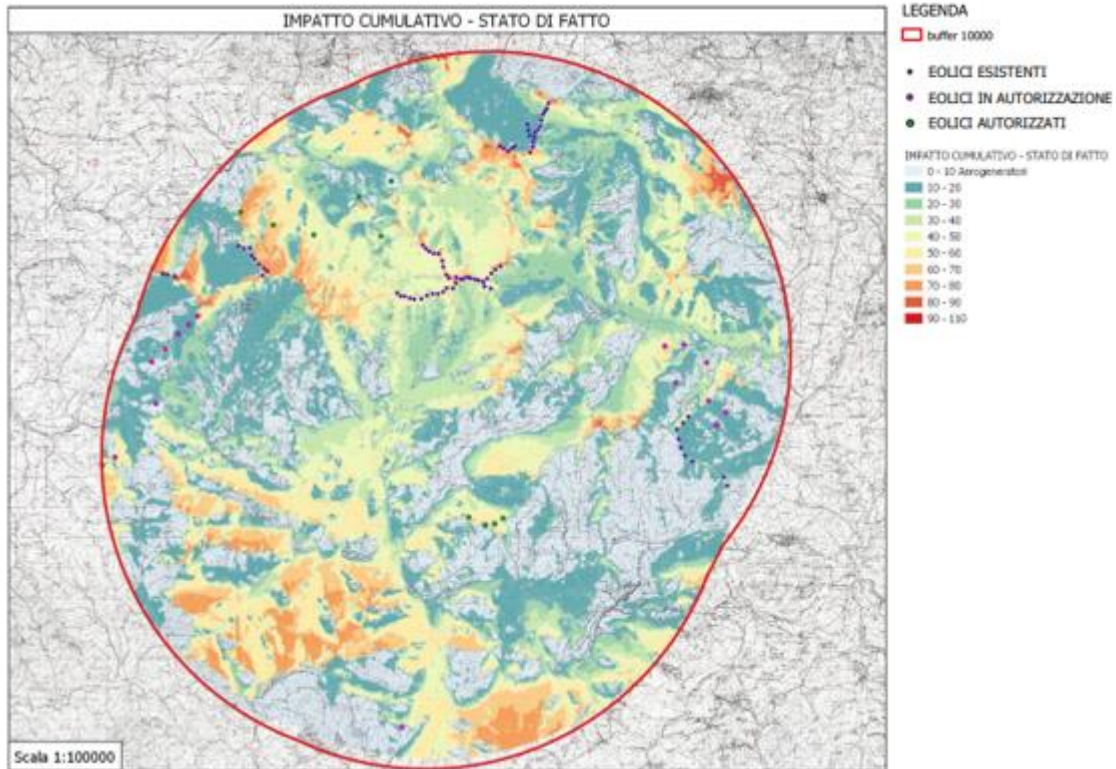 IMPATTO CUMULATIVO - STATO DI FATTO
LEGENDA
buffer 10000
EOLICI ESISTENTI
EOLICI IN AUTORIZZAZIONE
EOLICI AUTORIZZATI
IMPATTO CUMULATIVO - STATO DI FATTO
0 - 10 Aerogeneratori
10 - 20
20 - 30
30 - 40
40 - 50
50 - 60
60 - 70
70 - 80
80 - 90
90 - 110
Scala 1:100000